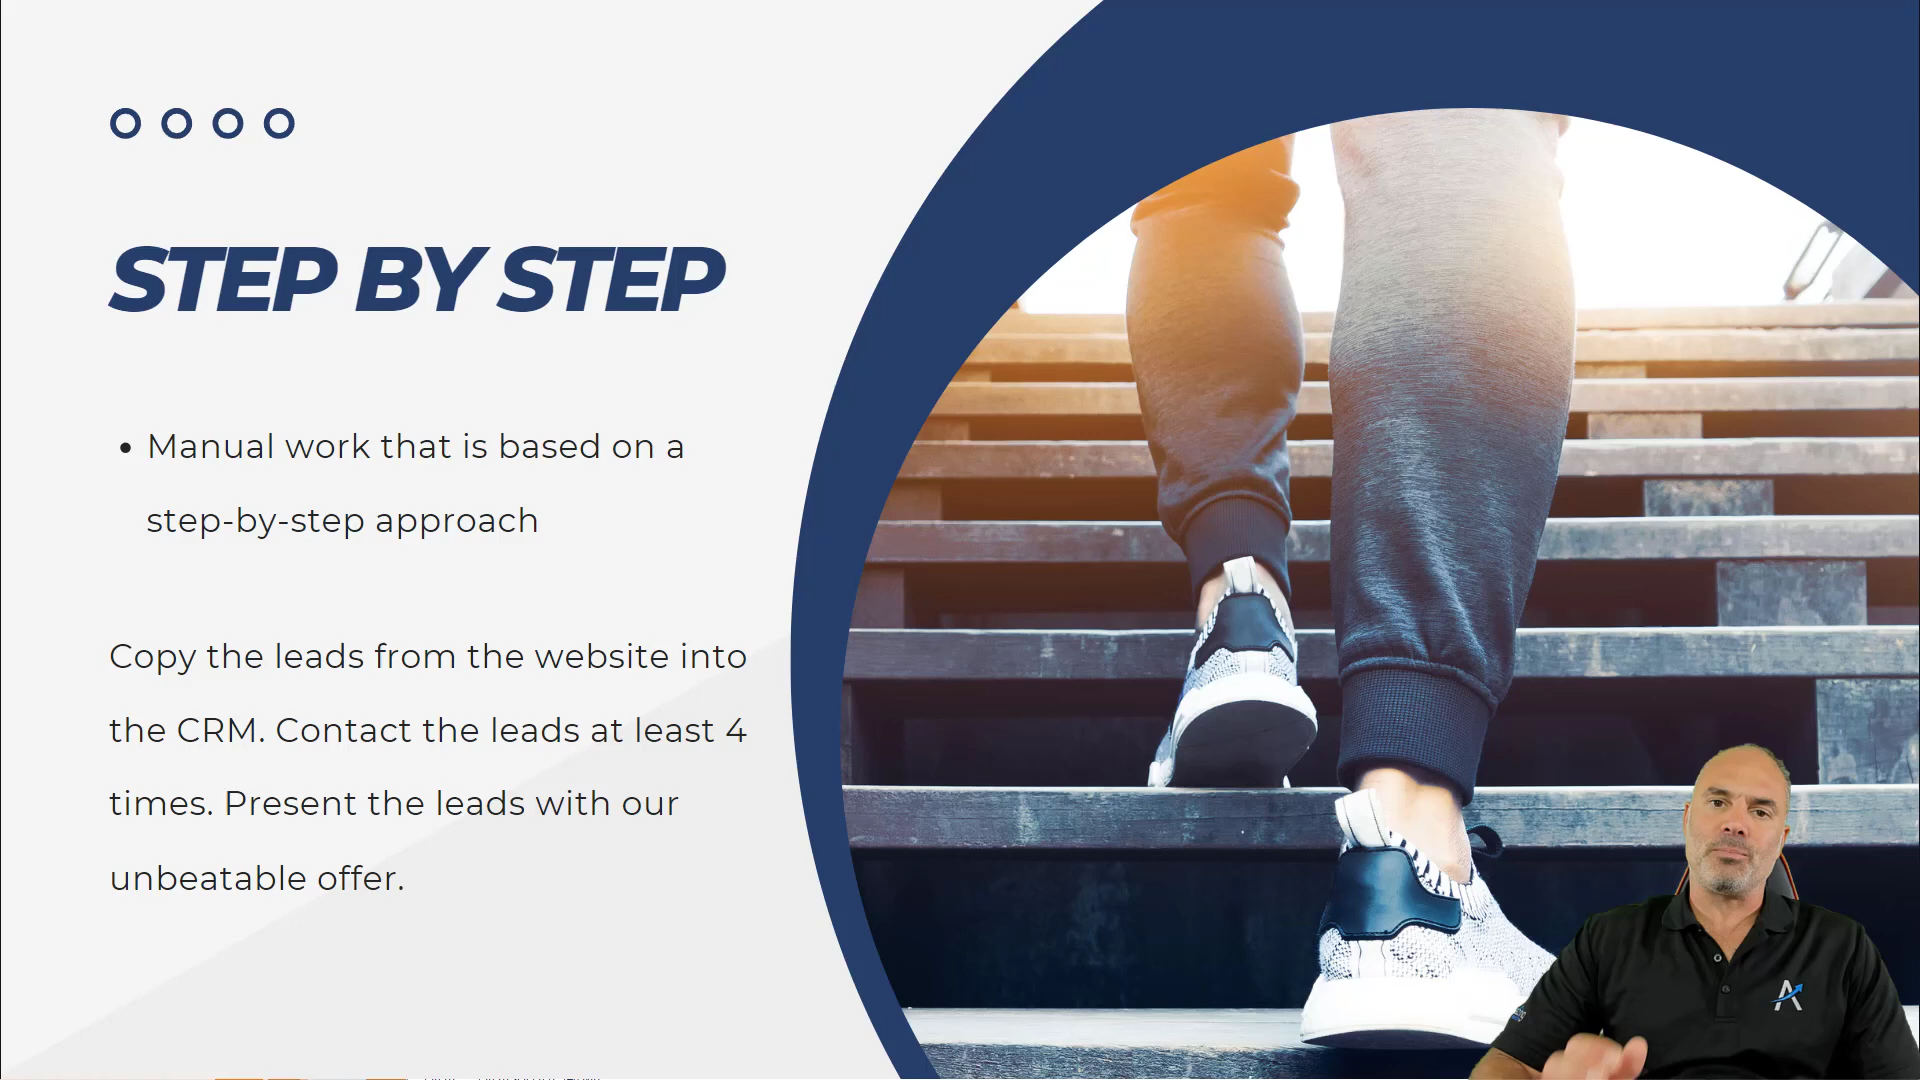 STEP BY STEP
• Manual work that is based on a
step-by-step approach
Copy the leads from the website into
the CRM. Contact the leads at least 4
times. Present the leads with our
unbeatable offer.